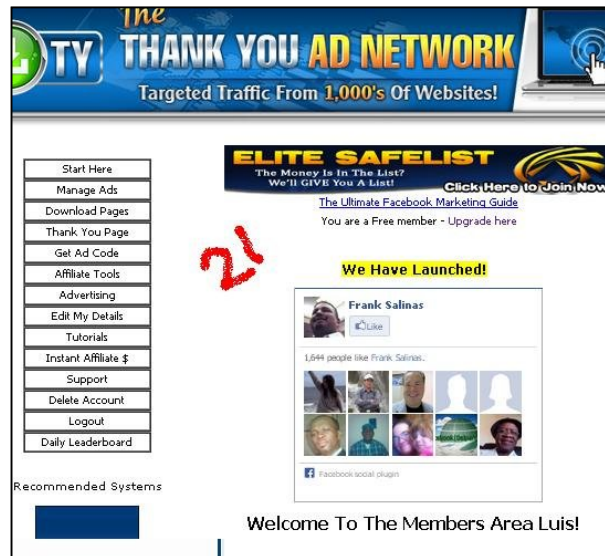 The
TY
THANK YOU AD NETWORK
Targeted Traffic From 1,000's Of Websites!
Start Here
Manage Ads
Download Pages
Thank You Page
Get Ad Code
Affiliate Tools
Advertising
Edit My Details
Tutorials
Instant Affiliate $
Support
Delete Account
Logout
Daily Leaderboard
Recommended Systems
ELITE SAFELIST
The Money Is In The List?
We'll GIVE You A List!
Click Here to Join Now
The Ultimate Facebook Marketing Guide
You are a Free member - Upgrade here
21
We Have Launched!
Frank Salinas
Like
1,644 people like Frank Salinas.
Facebook social plugin
Welcome To The Members Area Luis!